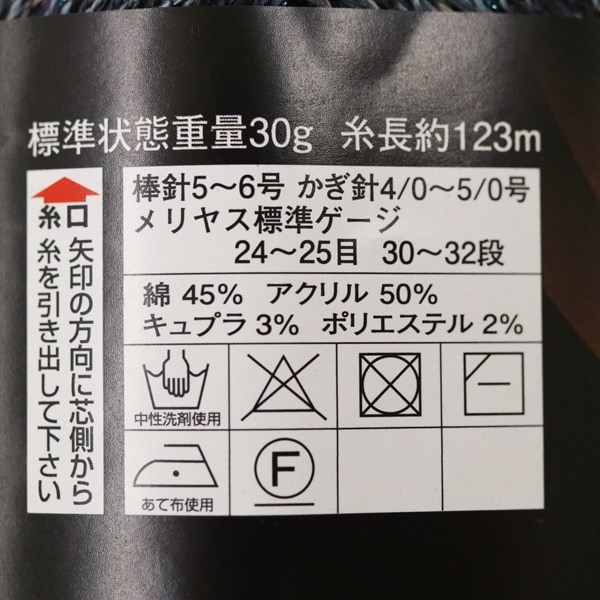 標準状態重量30g 糸長約123m
糸口
矢印の方向に芯側から
糸を引き出して下さい
棒針5～6号 かぎ針4/0～5/0号
メリヤス標準ゲージ
24～25目 30～32段
綿 45% アクリル 50%
キュプラ 3% ポリエステル 2%
中性洗剤使用
あて布使用
F